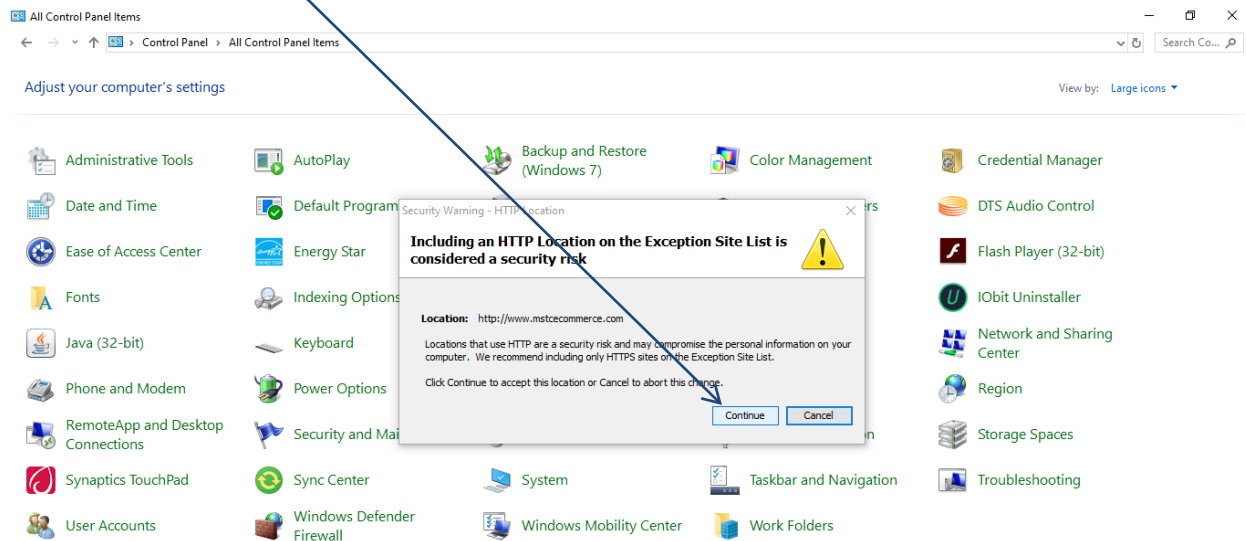 All Control Panel Items
Control Panel › All Control Panel Items
Search Co...
Adjust your computer's settings
View by: Large icons
Administrative Tools
AutoPlay
Backup and Restore
(Windows 7)
Color Management
Credential Manager
Date and Time
Default Program
ers
DTS Audio Control
Security Warning - HTTP Location
Including an HTTP Location on the Exception Site List is
considered a security risk
Ease of Access Center
Energy Star
ENERGY STAR
Flash Player (32-bit)
Fonts
Indexing Options
IObit Uninstaller
Location: http://www.mstcecommerce.com
Locations that use HTTP are a security risk and may compromise the personal information on your
computer. We recommend including only HTTPS sites on the Exception Site List.
Click Continue to accept this location or Cancel to abort this change.
Continue
Cancel
Java (32-bit)
Keyboard
Network and Sharing
Center
Phone and Modem
Power Options
Region
RemoteApp and Desktop
Connections
Security and Mai
n
Storage Spaces
Synaptics TouchPad
Sync Center
System
Taskbar and Navigation
Troubleshooting
User Accounts
Windows Defender
Firewall
Windows Mobility Center
Work Folders